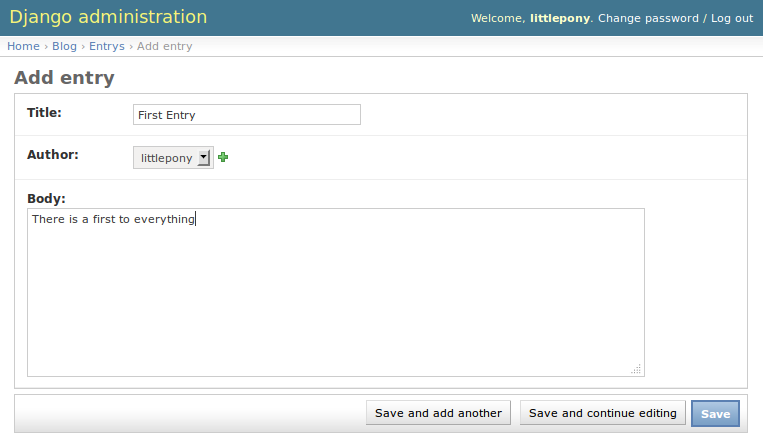 Django administration
Welcome, littlepony. Change password / Log out
Home › Blog › Entrys › Add entry
Add entry
Title: First Entry
Author: littlepony
Body:
There is a first to everything
Save and add another Save and continue editing Save